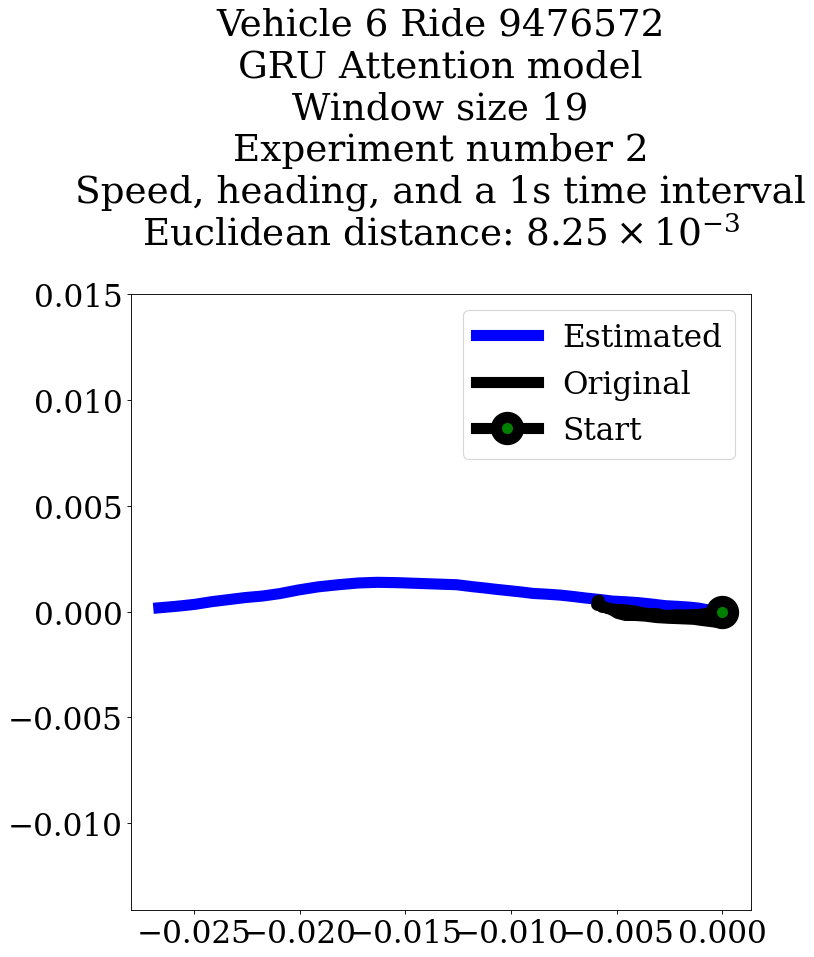 Vehicle 6 Ride 9476572
GRU Attention model
Window size 19
Experiment number 2
Speed, heading, and a 1s time interval
Euclidean distance: 8.25 × 10⁻³
0.015
Estimated
Original
Start
0.010
0.005
0.000
−0.005
−0.010
−0.025 −0.020 −0.015 −0.010 −0.005 0.000